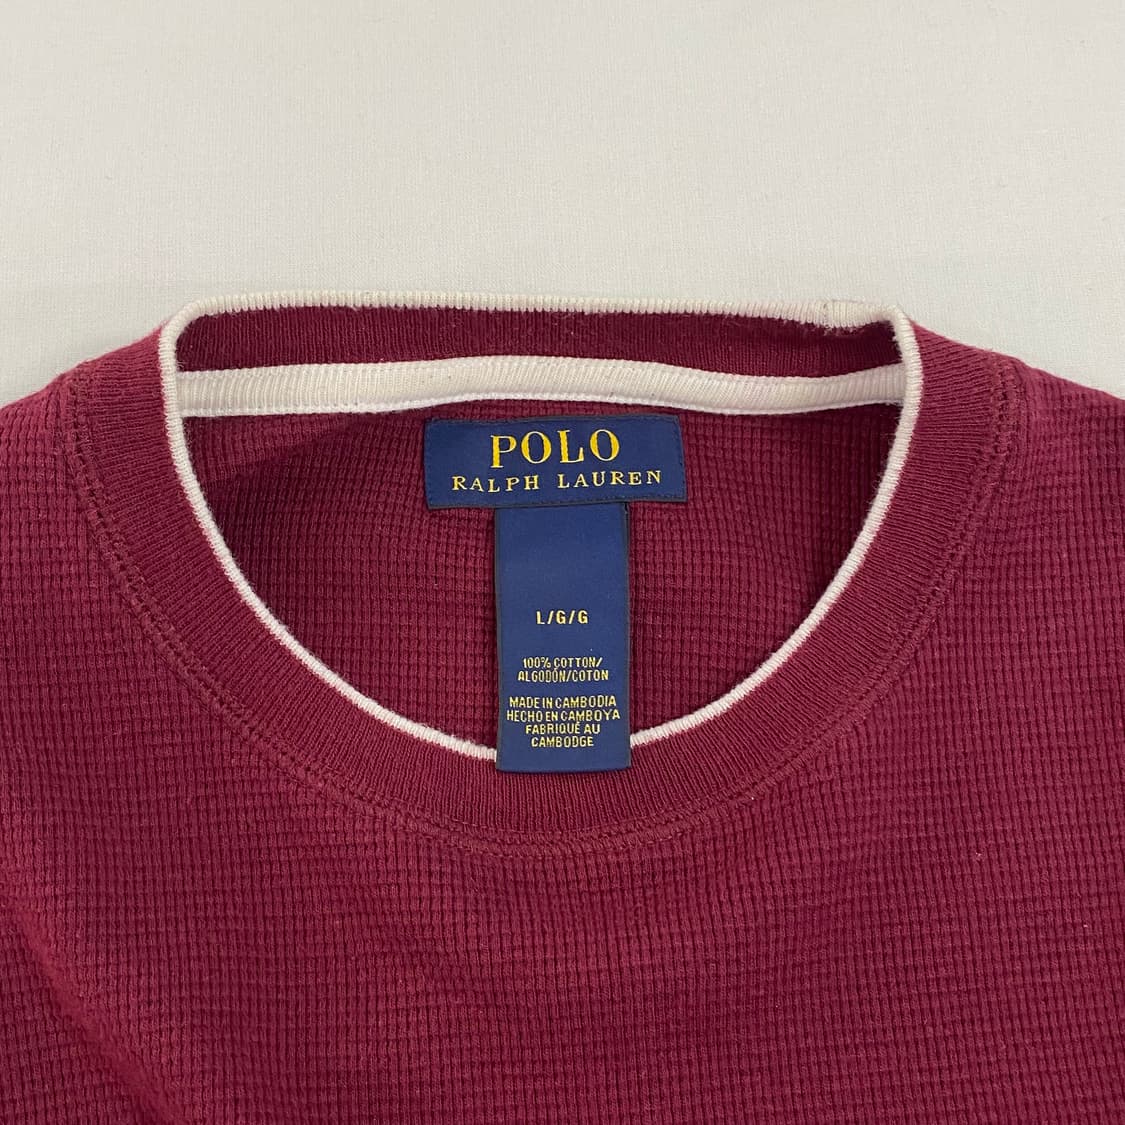 POLO
RALPH LAUREN
L/G/G
100% COTTON/
ALGODÓN/COTON
MADE IN CAMBODIA
HECHO EN CAMBOYA
FABRIQUÉ AU
CAMBODGE